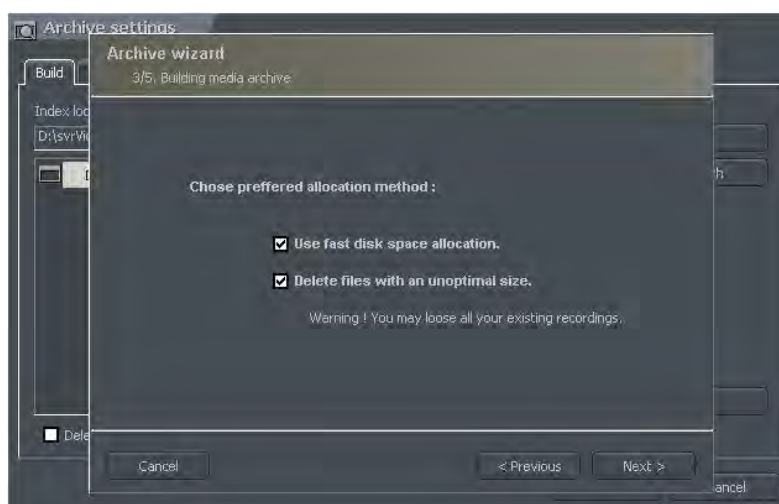 Archive settings
Archive wizard
3/5. Building media archive
Build
Index loc
D:\svrVi
Chose preffered allocation method :
Use fast disk space allocation.
Delete files with an unoptimal size.
Warning ! You may loose all your existing recordings.
Dele
Cancel
< Previous
Next >
ancel